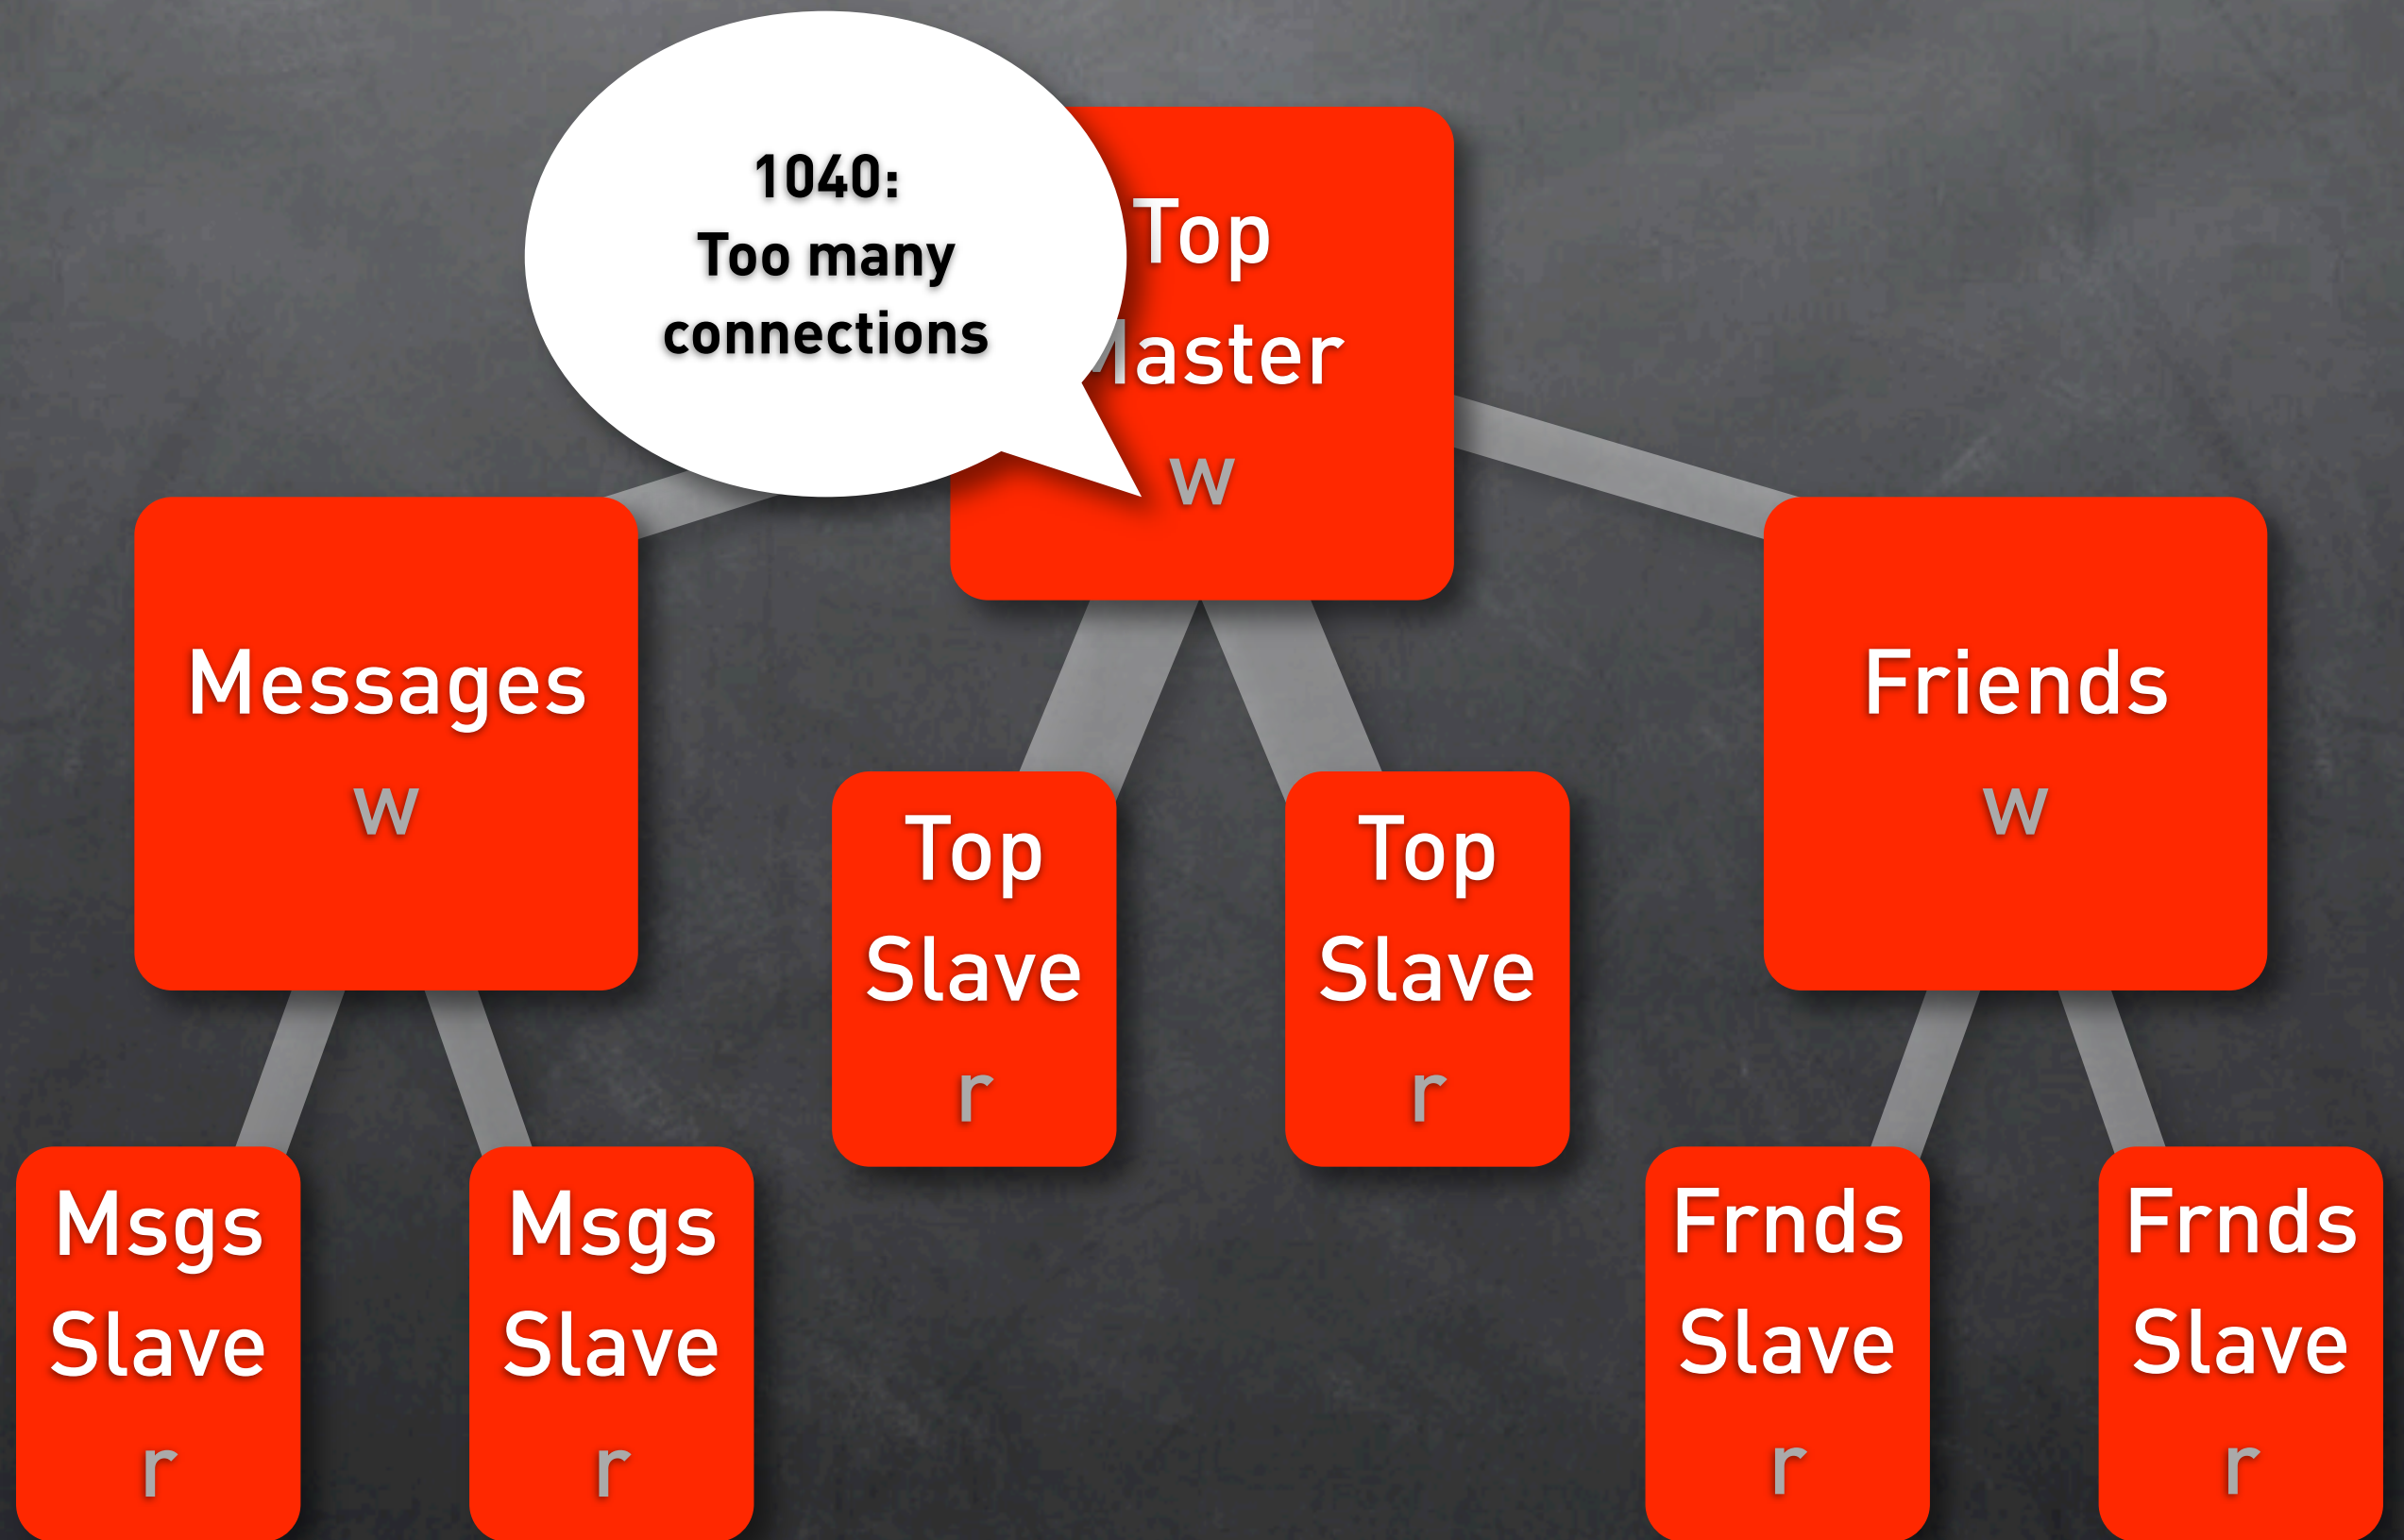 1040:
Too many
connections
Top
Master
w
Messages
w
Friends
w
Top
Slave
r
Top
Slave
r
Msgs
Slave
r
Msgs
Slave
r
Frnds
Slave
r
Frnds
Slave
r